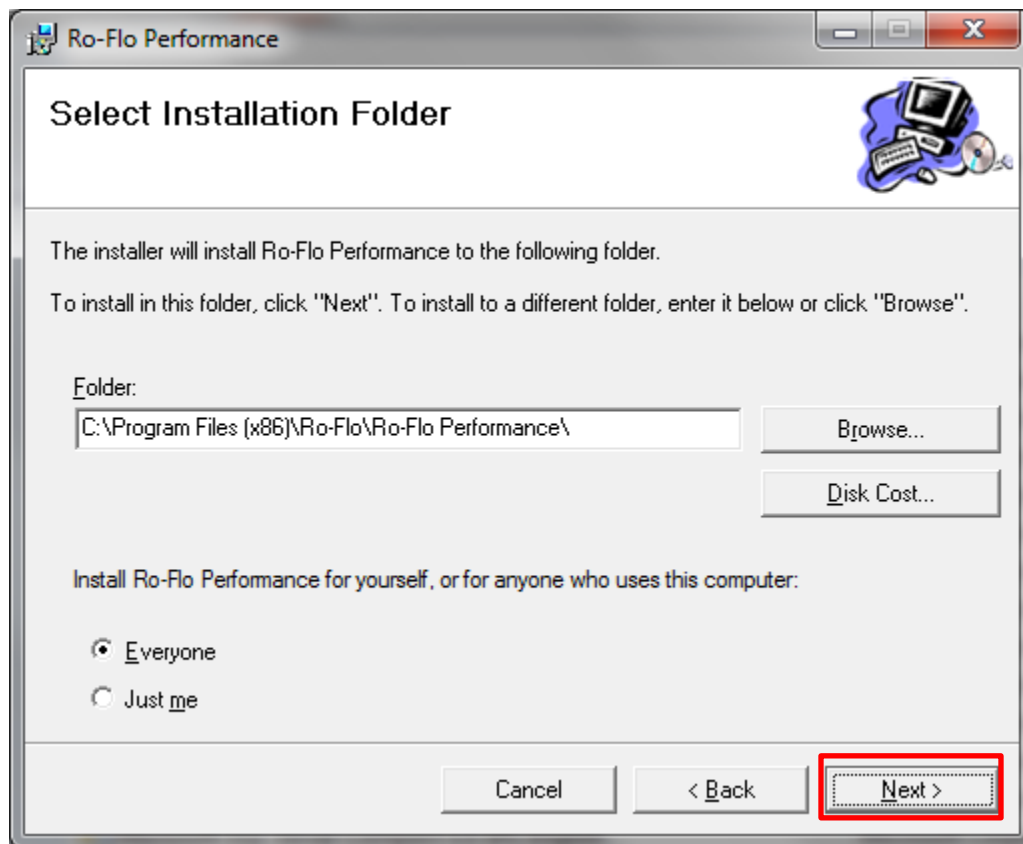 Ro-Flo Performance
Select Installation Folder
The installer will install Ro-Flo Performance to the following folder.
To install in this folder, click "Next". To install to a different folder, enter it below or click "Browse".
Folder:
C:\Program Files (x86)\Ro-Flo\Ro-Flo Performance\
Browse...
Disk Cost...
Install Ro-Flo Performance for yourself, or for anyone who uses this computer:
Everyone
Just me
Cancel
< Back
Next >